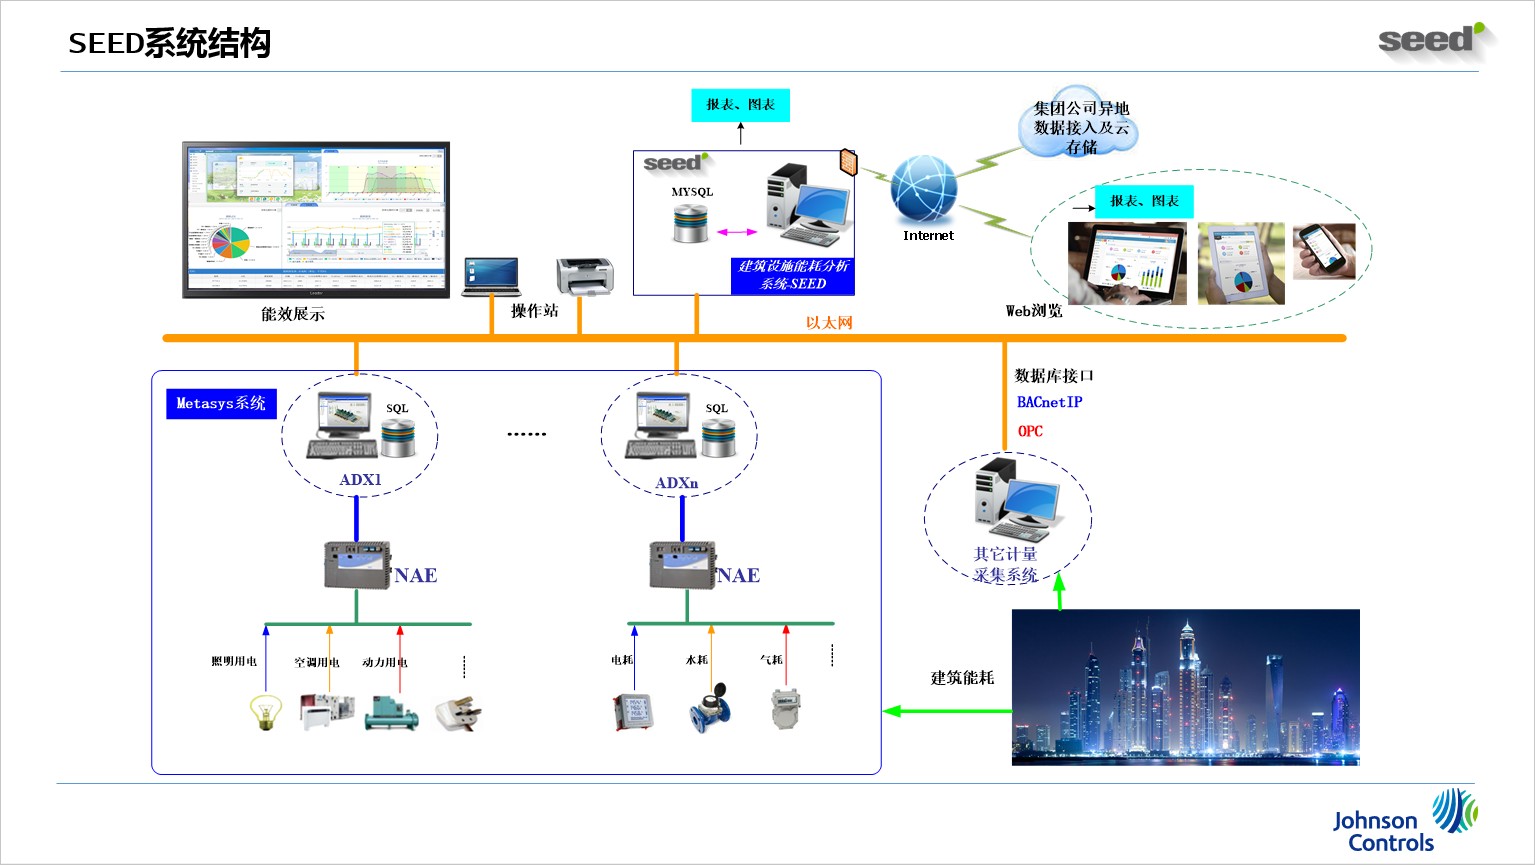 SEED系统结构
seed
报表、图表
集团公司异地
数据接入及云
存储
seed
MYSQL
建筑设施能耗分析
系统-SEED
Internet
报表、图表
能效展示
操作站
Web浏览
以太网
Metasys系统
SQL
ADX1
......
SQL
ADXn
数据库接口
BACnetIP
OPC
NAE
NAE
其它计量
采集系统
照明用电
空调用电
动力用电
电耗
水耗
气耗
建筑能耗
Johnson
Controls